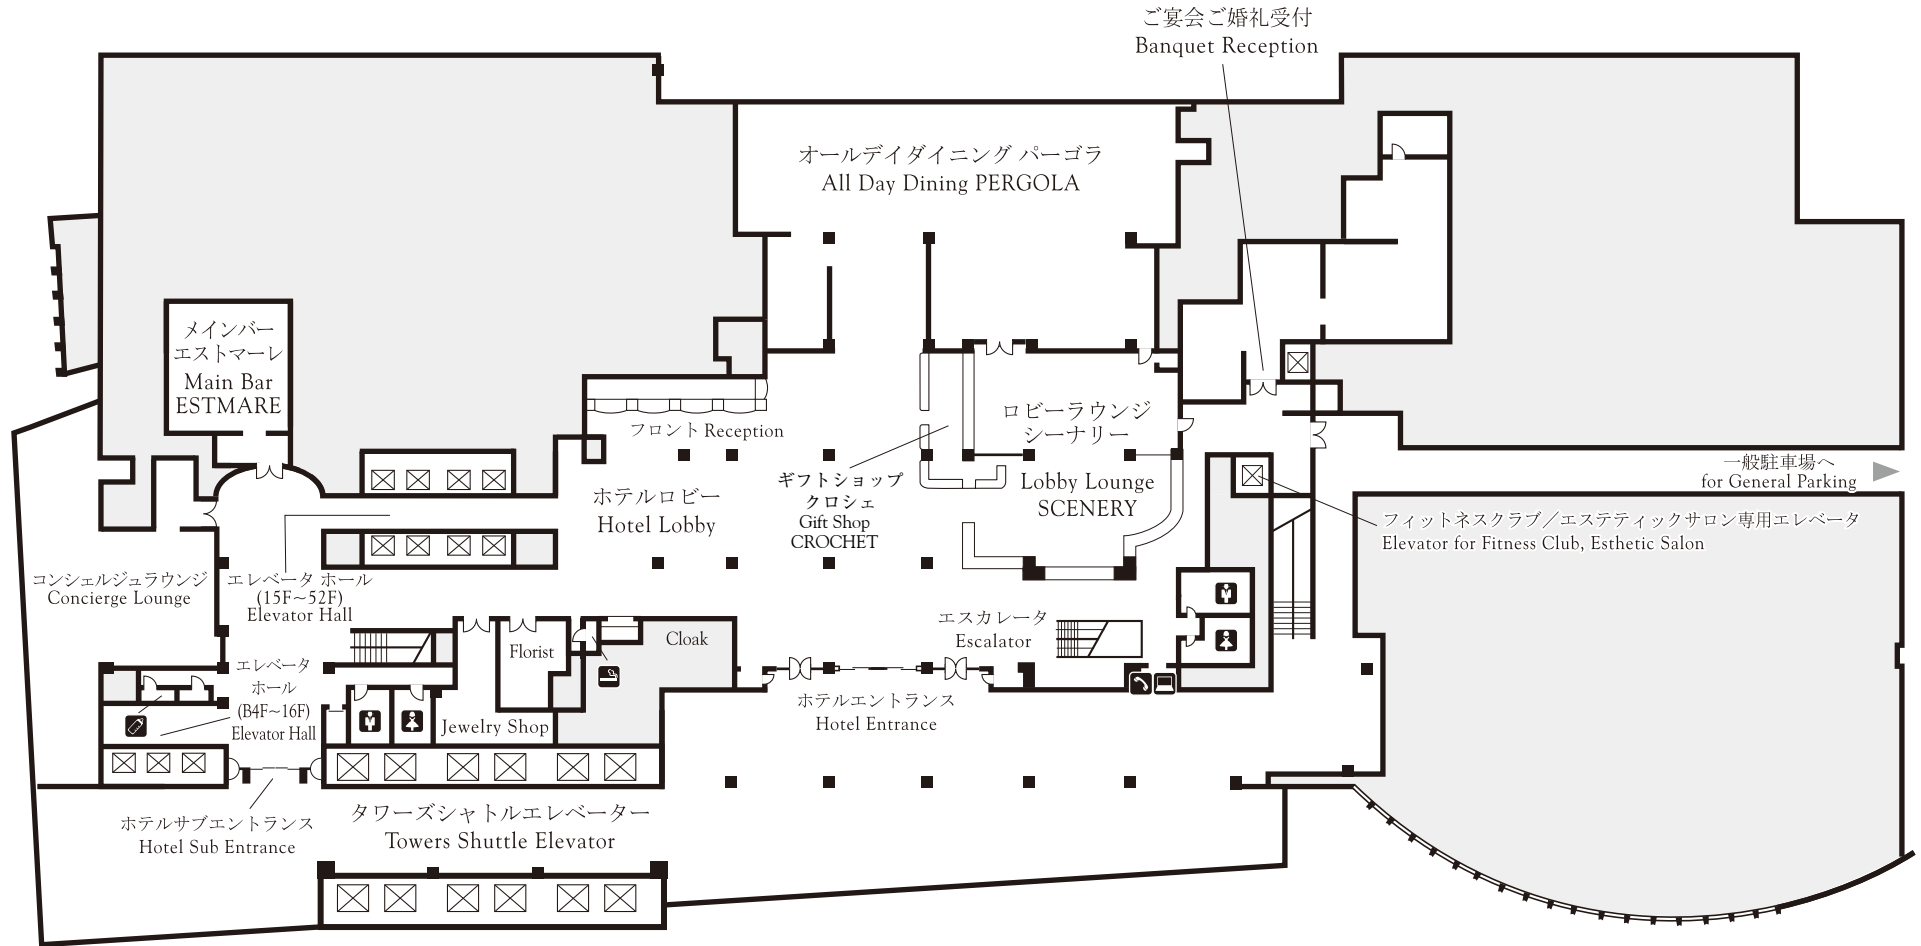 ご宴会ご婚礼受付
Banquet Reception
オールデイダイニング パーゴラ
All Day Dining PERGOLA
メインバー
エストマーレ
Main Bar
ESTMARE
フロント Reception
ロビーラウンジ
シーナリー
Lobby Lounge
SCENERY
ギフトショップ
クロシェ
Gift Shop
CROCHET
ホテルロビー
Hotel Lobby
一般駐車場へ
for General Parking
フィットネスクラブ／エステティックサロン専用エレベータ
Elevator for Fitness Club, Esthetic Salon
コンシェルジュラウンジ
Concierge Lounge
エレベータ ホール
(15F~52F)
Elevator Hall
エスカレータ
Escalator
Florist
Cloak
エレベータ
ホール
(B4F~16F)
Elevator Hall
Jewelry Shop
ホテルエントランス
Hotel Entrance
ホテルサブエントランス
Hotel Sub Entrance
タワーズシャトルエレベーター
Towers Shuttle Elevator